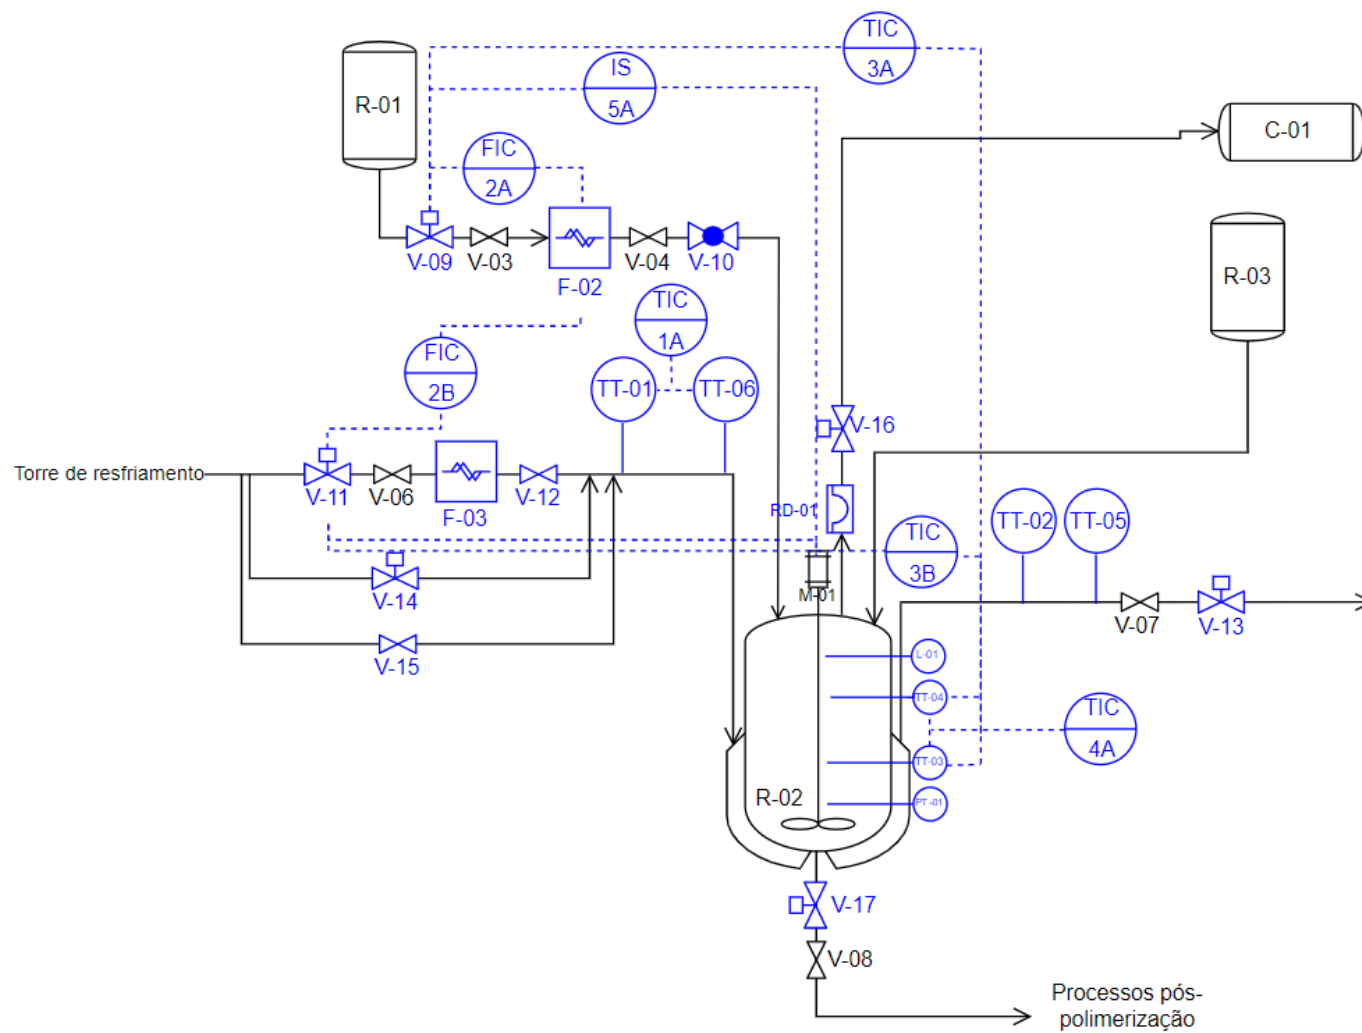 TIC
3A
IS
5A
R-01
C-01
FIC
2A
V-09
V-03
F-02
V-04
V-10
R-03
TIC
1A
FIC
2B
TT-01
TT-06
V-16
Torre de resfriamento
V-11
V-06
F-03
V-12
RD-01
TT-02
TT-05
TIC
3B
V-14
M-01
V-07
V-13
V-15
L-01
TT-04
TIC
4A
TT-03
R-02
PT-01
V-17
V-08
Processos pós-
polimerização